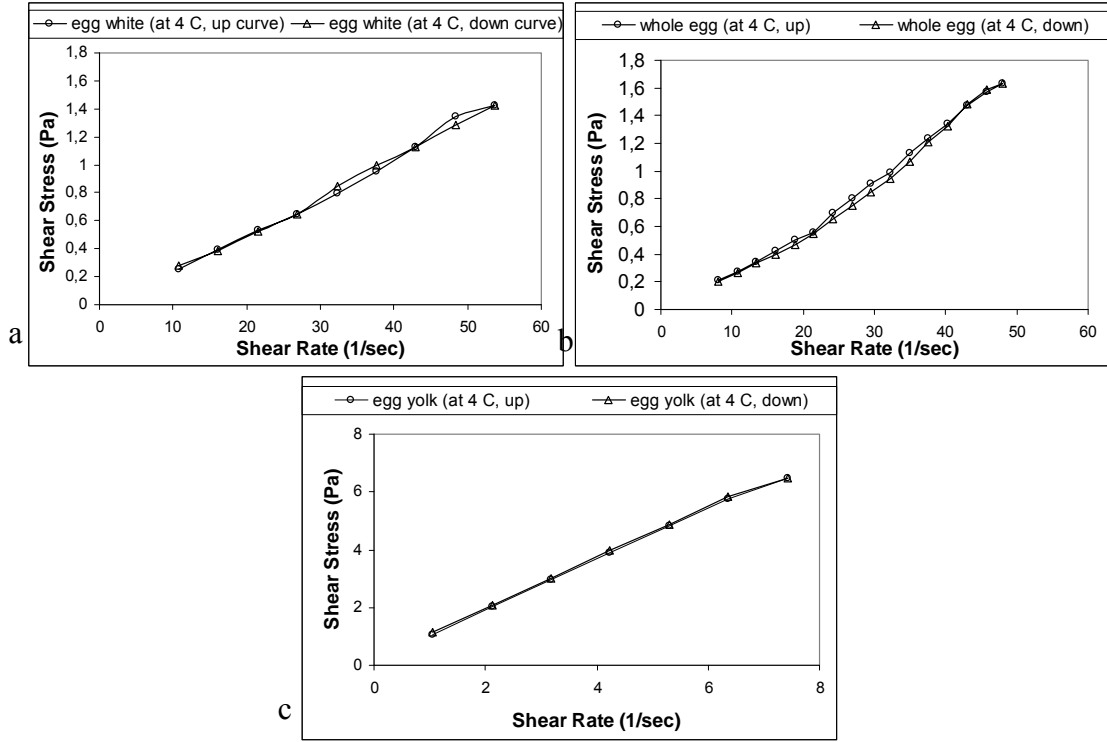 egg white (at 4 C, up curve) egg white (at 4 C, down curve)
1,8
1,6
1,4
1,2
1
0,8
0,6
0,4
0,2
0
Shear Stress (Pa)
0 10 20 30 40 50 60
Shear Rate (1/sec)
a
whole egg (at 4 C, up) whole egg (at 4 C, down)
1,8
1,6
1,4
1,2
1
0,8
0,6
0,4
0,2
0
Shear Stress (Pa)
0 10 20 30 40 50 60
Shear Rate (1/sec)
b
egg yolk (at 4 C, up) egg yolk (at 4 C, down)
8
6
4
2
0
Shear Stress (Pa)
0 2 4 6 8
Shear Rate (1/sec)
c